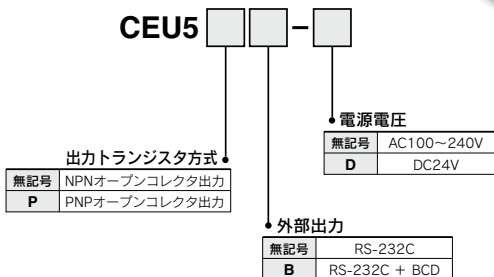 CEU5 □ □ − □
電源電圧
無記号 AC100～240V
D DC24V
出力トランジスタ方式
無記号 NPNオープンコレクタ出力
P PNPオープンコレクタ出力
外部出力
無記号 RS-232C
B RS-232C + BCD